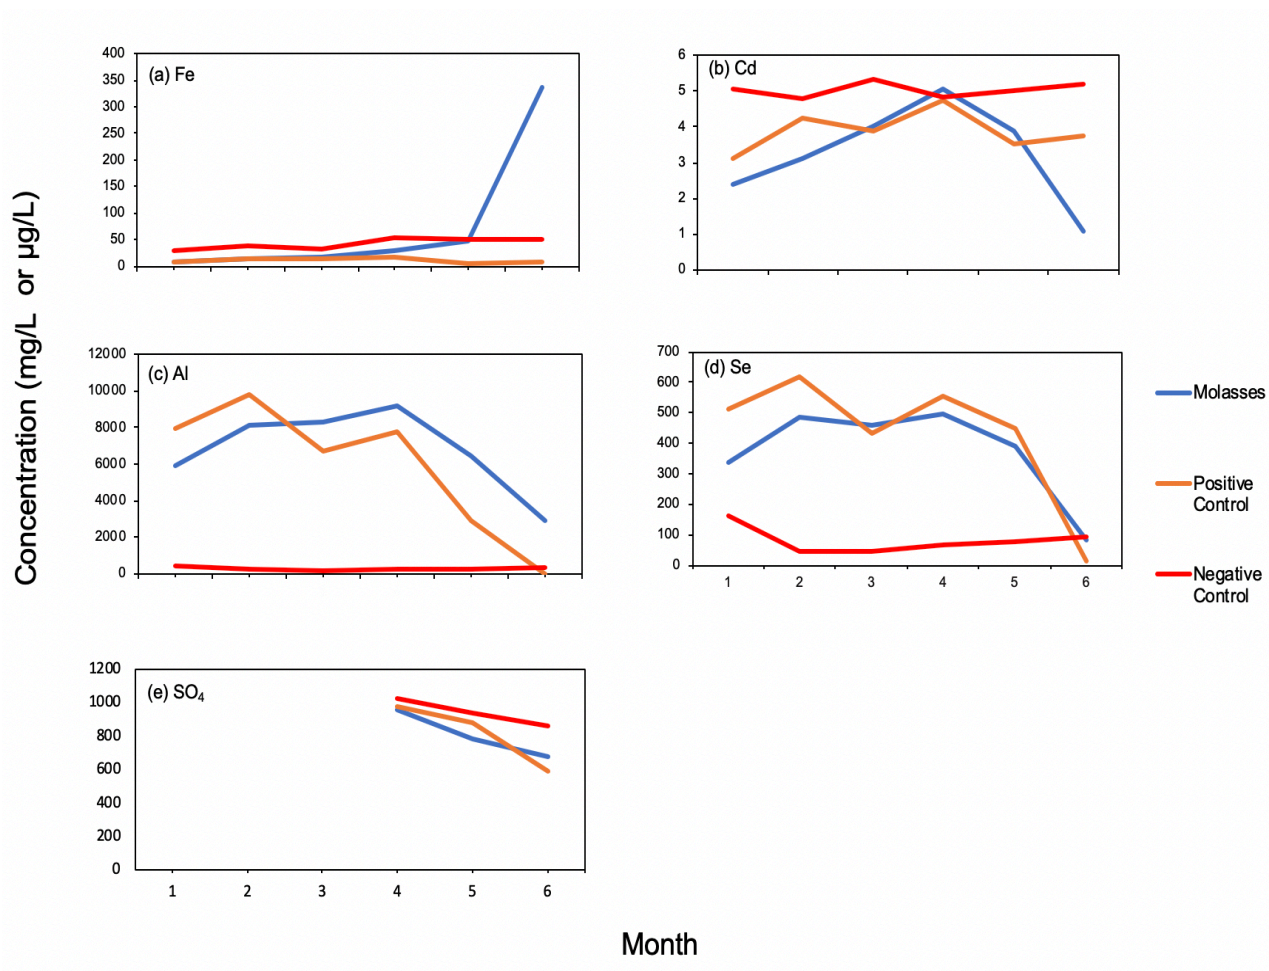 Concentration (mg/L or µg/L)
(a) Fe
400
350
300
250
200
150
100
50
0
(b) Cd
6
5
4
3
2
1
0
(c) Al
12000
10000
8000
6000
4000
2000
0
(d) Se
700
600
500
400
300
200
100
0
1 2 3 4 5 6
Molasses
Positive
Control
Negative
Control
(e) SO₄
1200
1000
800
600
400
200
0
1 2 3 4 5 6
Month